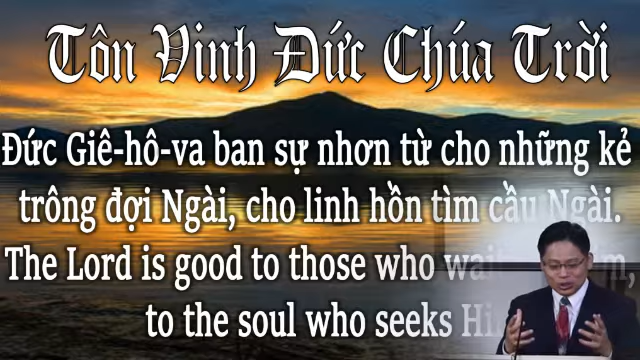 Tôn Vinh Đức Chúa Trời
Đức Giê-hô-va ban sự nhơn từ cho những kẻ
trông đợi Ngài, cho linh hồn tìm cầu Ngài.
The Lord is good to those who wait
to the soul who seeks